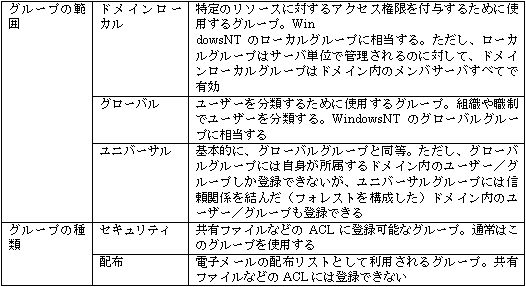 グループの範囲
ドメインローカル
特定のリソースに対するアクセス権限を付与するために使用するグループ。Win
dowsNT のローカルグループに相当する。ただし、ローカルグループはサーバ単位で管理されるのに対して、ドメインローカルグループはドメイン内のメンバサーバすべてで有効
グローバル
ユーザーを分類するために使用するグループ。組織や職制でユーザーを分類する。WindowsNT のグローバルグループに相当する
ユニバーサル
基本的に、グローバルグループと同等。ただし、グローバルグループには自身が所属するドメイン内のユーザー/グループしか登録できないが、ユニバーサルグループには信頼関係を結んだ(フォレストを構成した)ドメイン内のユーザー/グループも登録できる
グループの種類
セキュリティ
共有ファイルなどの ACL に登録可能なグループ。通常はこのグループを使用する
配布
電子メールの配布リストとして利用されるグループ。共有ファイルなどの ACL には登録できない